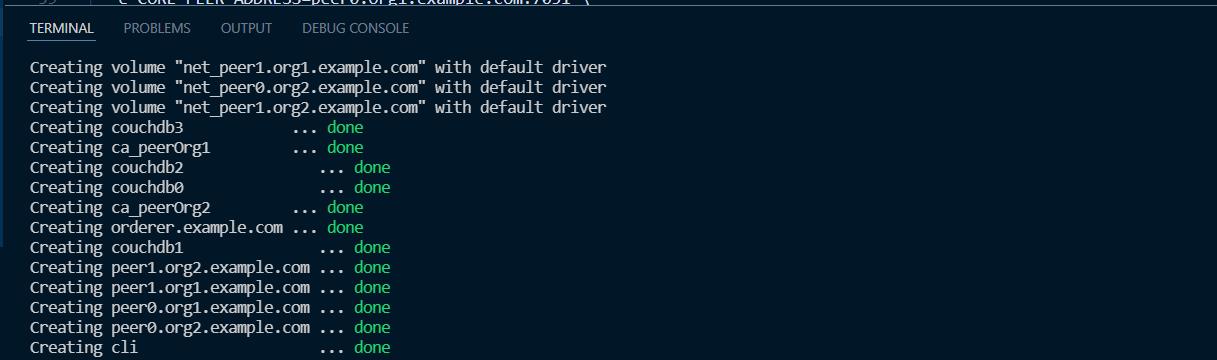 TERMINAL PROBLEMS OUTPUT DEBUG CONSOLE
Creating volume "net_peer1.org1.example.com" with default driver
Creating volume "net_peer0.org2.example.com" with default driver
Creating volume "net_peer1.org2.example.com" with default driver
Creating couchdb3 ... done
Creating ca_peerOrg1 ... done
Creating couchdb2 ... done
Creating couchdb0 ... done
Creating ca_peerOrg2 ... done
Creating orderer.example.com ... done
Creating couchdb1 ... done
Creating peer1.org2.example.com ... done
Creating peer1.org1.example.com ... done
Creating peer0.org1.example.com ... done
Creating peer0.org2.example.com ... done
Creating cli ... done